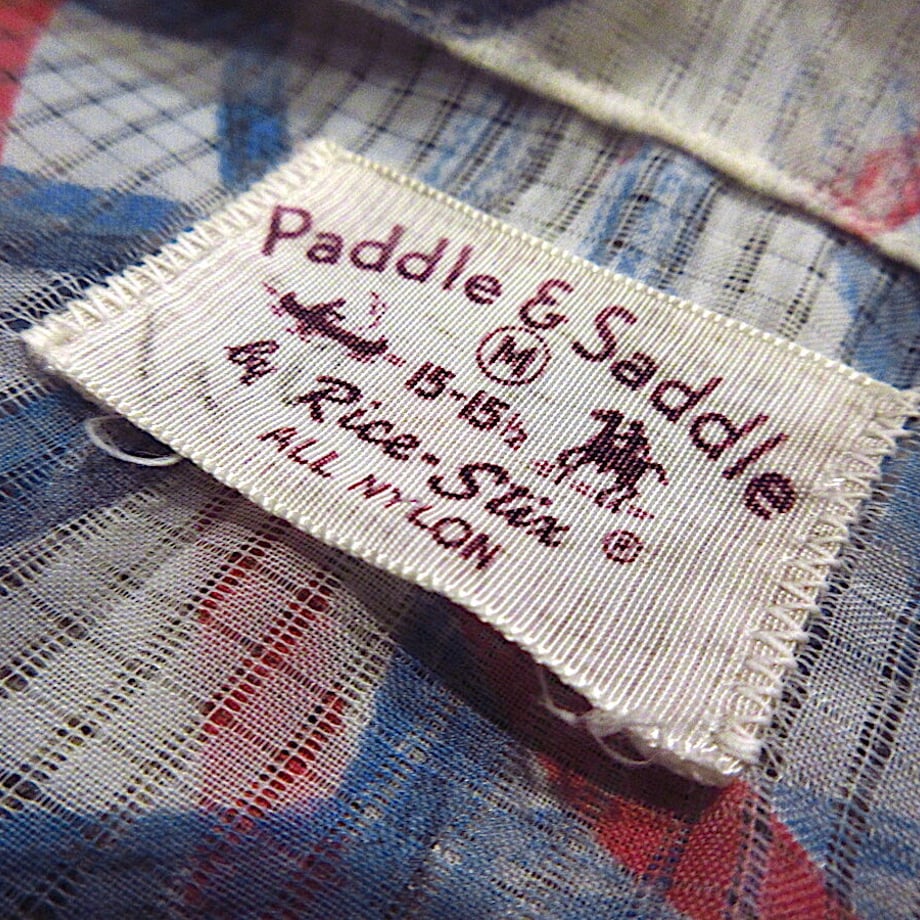 Paddle & Saddle
M
15-15½
by Rice-Stix
®
ALL NYLON